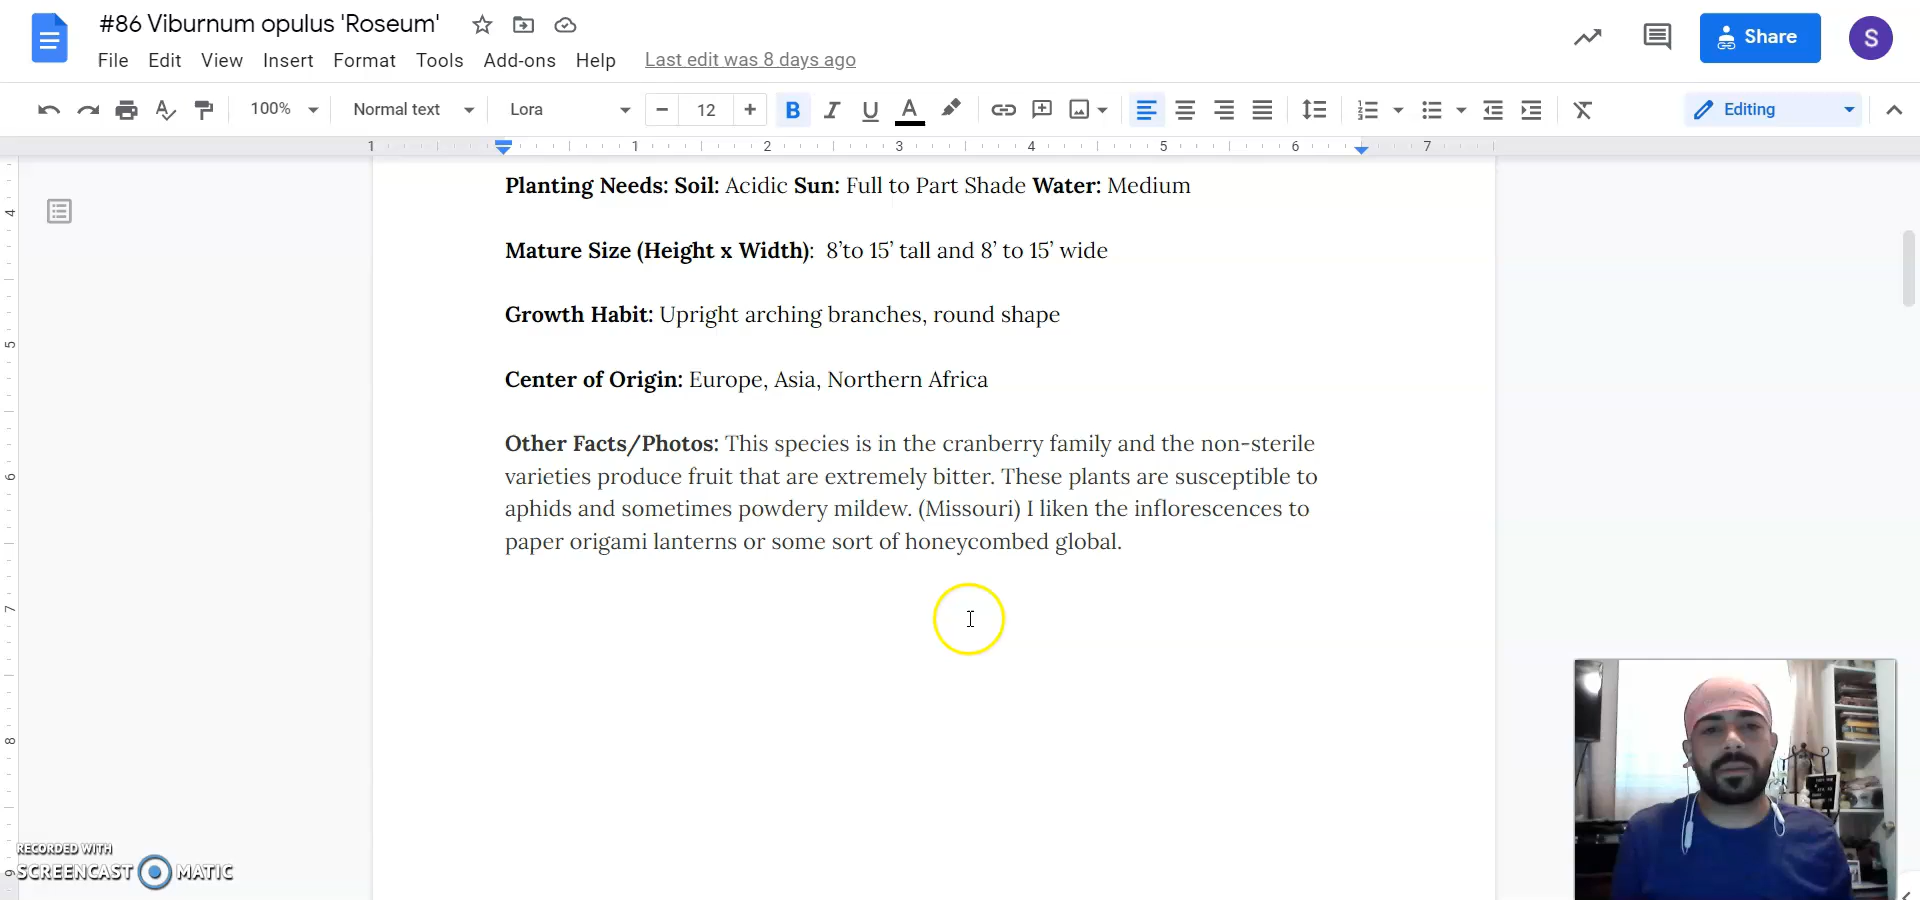 #86 Viburnum opulus 'Roseum'
File Edit View Insert Format Tools Add-ons Help Last edit was 8 days ago
Share
S
100% Normal text Lora 12 B I U A Editing
1 1 2 3 4 5 6 7
4
5
6
7
8
9
Planting Needs: Soil: Acidic Sun: Full to Part Shade Water: Medium
Mature Size (Height x Width):  8’to 15’ tall and 8’ to 15’ wide
Growth Habit: Upright arching branches, round shape
Center of Origin: Europe, Asia, Northern Africa
Other Facts/Photos: This species is in the cranberry family and the non-sterile
varieties produce fruit that are extremely bitter. These plants are susceptible to
aphids and sometimes powdery mildew. (Missouri) I liken the inflorescences to
paper origami lanterns or some sort of honeycombed global.
RECORDED WITH
SCREENCAST MATIC